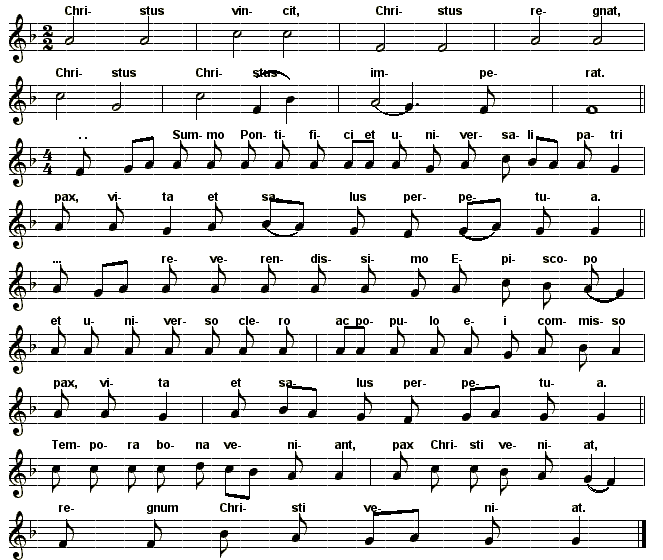 Chri- stus vin- cit, Chri- stus re- gnat,
2
2
Chri- stus Chri- stus im- pe- rat.
. . Sum- mo Pon- ti- fi- ci et u- ni- ver- sa- li pa- tri
4
4
pax, vi- ta et sa- lus per- pe- tu- a.
... re- ve- ren- dis- si- mo E- pi- sco- po
et u- ni- ver- so cle- ro ac po- pu- lo e- i com- mis- so
pax, vi- ta et sa- lus per- pe- tu- a.
Tem- po- ra bo- na ve- ni- ant, pax Chri- sti ve- ni- at,
re- gnum Chri- sti ve- ni- at.